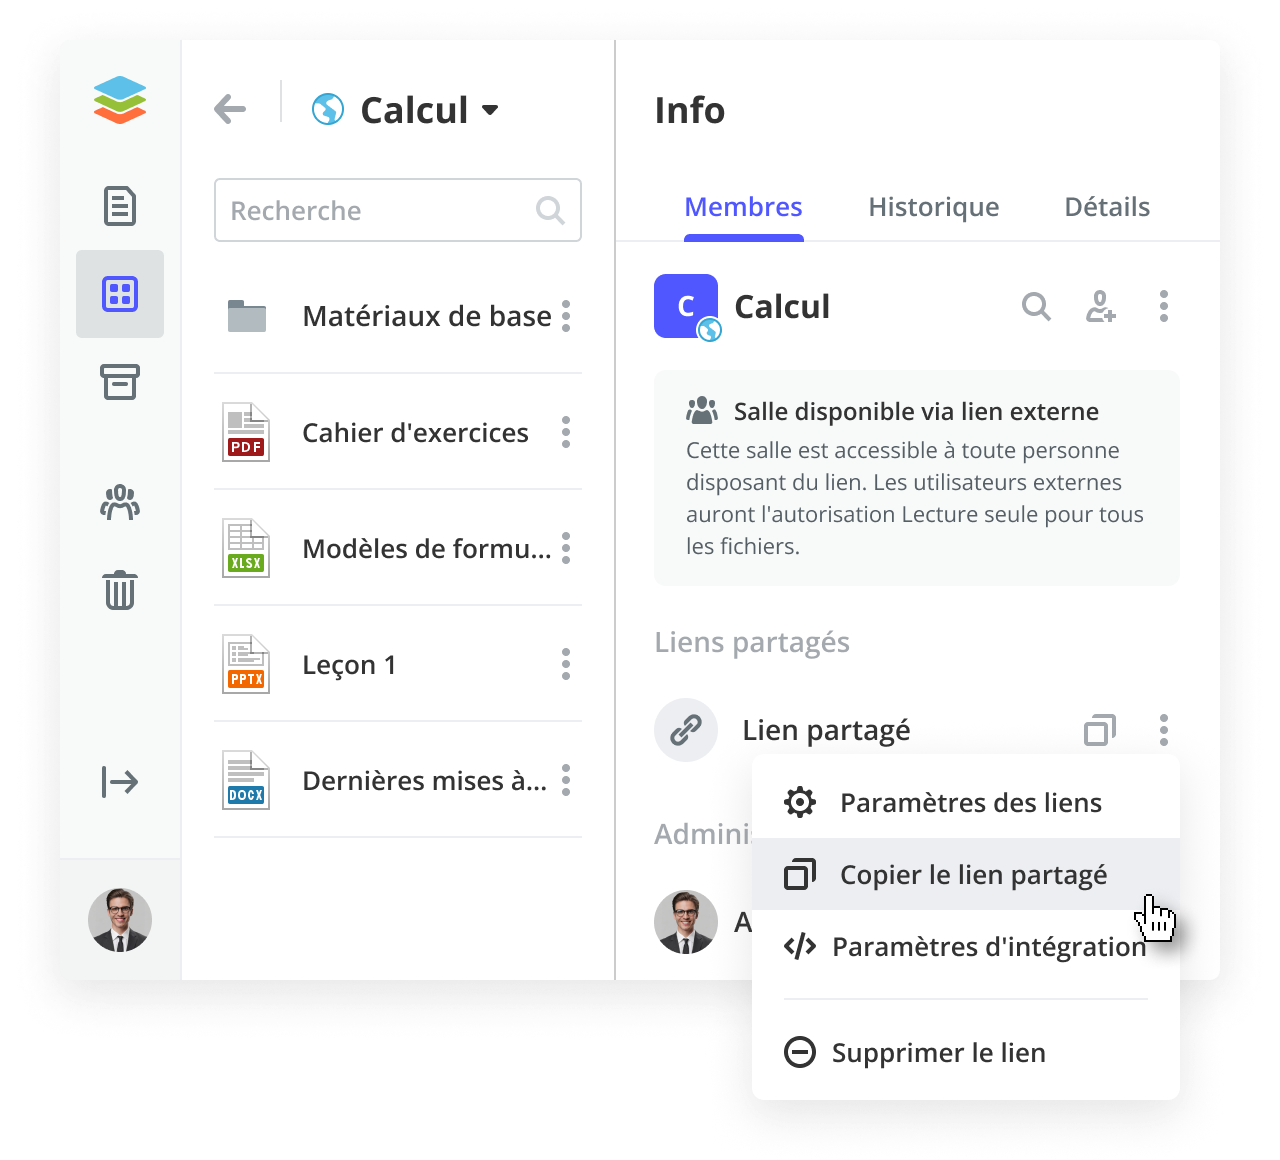 Calcul
Recherche
Matériaux de base
PDF
Cahier d'exercices
XLSX
Modèles de formu...
PPTX
Leçon 1
DOCX
Dernières mises à...
Info
Membres
Historique
Détails
C
Calcul
Salle disponible via lien externe
Cette salle est accessible à toute personne
disposant du lien. Les utilisateurs externes
auront l'autorisation Lecture seule pour tous
les fichiers.
Liens partagés
Lien partagé
Adminis
A
Paramètres des liens
Copier le lien partagé
Paramètres d'intégration
Supprimer le lien